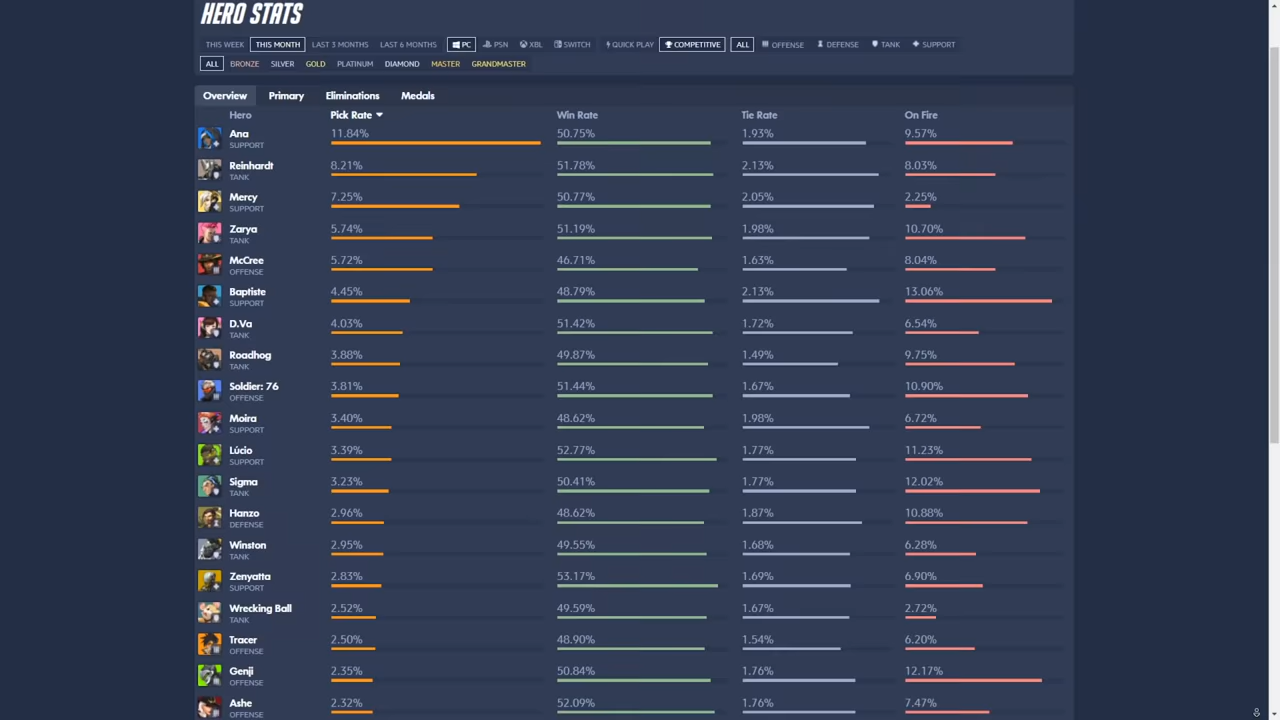 HERO STATS
THIS WEEK THIS MONTH LAST 3 MONTHS LAST 6 MONTHS PC PSN XBL SWITCH QUICK PLAY COMPETITIVE ALL OFFENSE DEFENSE TANK SUPPORT
ALL BRONZE SILVER GOLD PLATINUM DIAMOND MASTER GRANDMASTER
Overview Primary Eliminations Medals
Hero Pick Rate Win Rate Tie Rate On Fire
Ana 11.84% 50.75% 1.93% 9.57%
SUPPORT
Reinhardt 8.21% 51.78% 2.13% 8.03%
TANK
Mercy 7.25% 50.77% 2.05% 2.25%
SUPPORT
Zarya 5.74% 51.19% 1.98% 10.70%
TANK
McCree 5.72% 46.71% 1.63% 8.04%
OFFENSE
Baptiste 4.45% 48.79% 2.13% 13.06%
SUPPORT
D.Va 4.03% 51.42% 1.72% 6.54%
TANK
Roadhog 3.88% 49.87% 1.49% 9.75%
TANK
Soldier: 76 3.81% 51.44% 1.67% 10.90%
OFFENSE
Moira 3.40% 48.62% 1.98% 6.72%
SUPPORT
Lúcio 3.39% 52.77% 1.77% 11.23%
SUPPORT
Sigma 3.23% 50.41% 1.77% 12.02%
TANK
Hanzo 2.96% 48.62% 1.87% 10.88%
DEFENSE
Winston 2.95% 49.55% 1.68% 6.28%
TANK
Zenyatta 2.83% 53.17% 1.69% 6.90%
SUPPORT
Wrecking Ball 2.52% 49.59% 1.67% 2.72%
TANK
Tracer 2.50% 48.90% 1.54% 6.20%
OFFENSE
Genji 2.35% 50.84% 1.76% 12.17%
OFFENSE
Ashe 2.32% 52.09% 1.76% 7.47%
OFFENSE